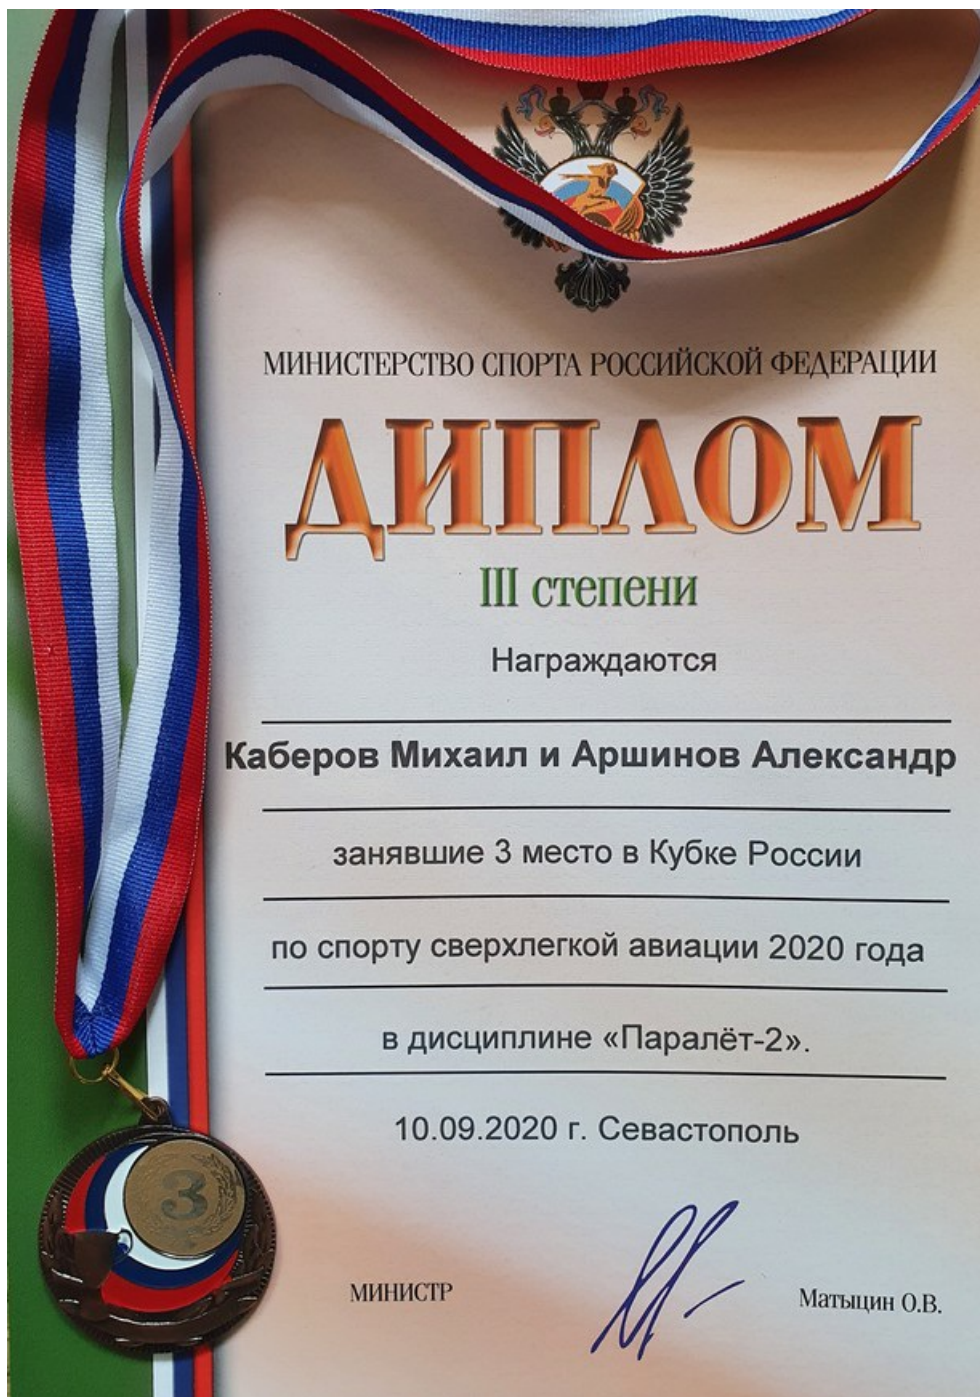 МИНИСТЕРСТВО СПОРТА РОССИЙСКОЙ ФЕДЕРАЦИИ
ДИПЛОМ
III степени
Награждаются
Каберов Михаил и Аршинов Александр
занявшие 3 место в Кубке России
по спорту сверхлегкой авиации 2020 года
в дисциплине «Паралёт-2».
10.09.2020 г. Севастополь
3
МИНИСТР
Матыцин О.В.